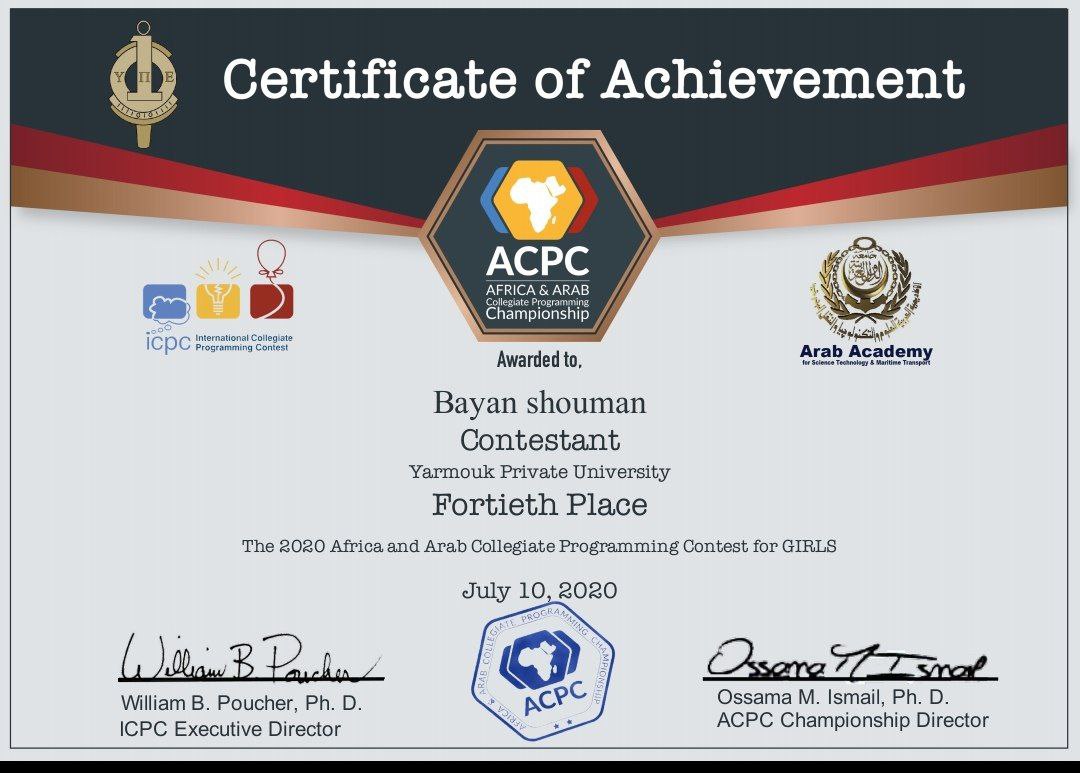 Certificate of Achievement
Υ Π Ε
ACPC
AFRICA & ARAB
Collegiate Programming
Championship
icpc International Collegiate
Programming Contest
Arab Academy
for Science Technology & Maritime Transport
Awarded to,
Bayan shouman
Contestant
Yarmouk Private University
Fortieth Place
The 2020 Africa and Arab Collegiate Programming Contest for GIRLS
July 10, 2020
AFRICA & ARAB COLLEGIATE PROGRAMMING CHAMPIONSHIP
ACPC
William B. Poucher
William B. Poucher, Ph. D.
ICPC Executive Director
Ossama M Ismail
Ossama M. Ismail, Ph. D.
ACPC Championship Director